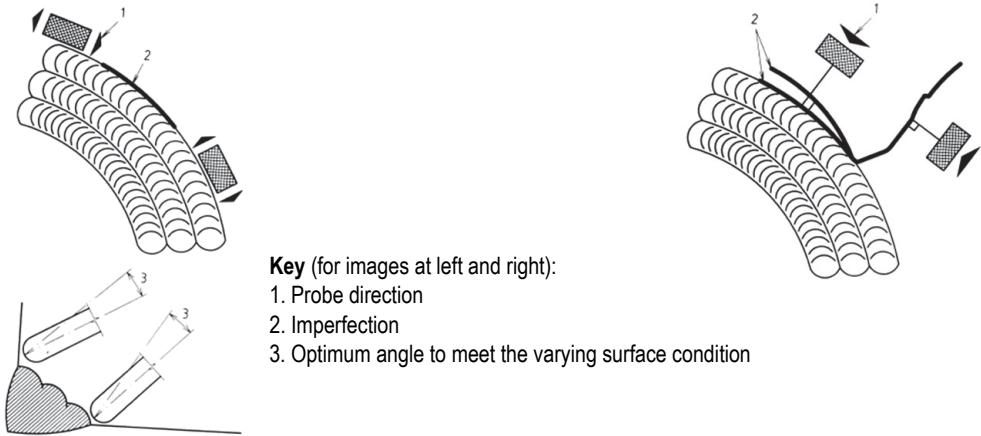 1
2
2
1
3
3
Key (for images at left and right):
1. Probe direction
2. Imperfection
3. Optimum angle to meet the varying surface condition